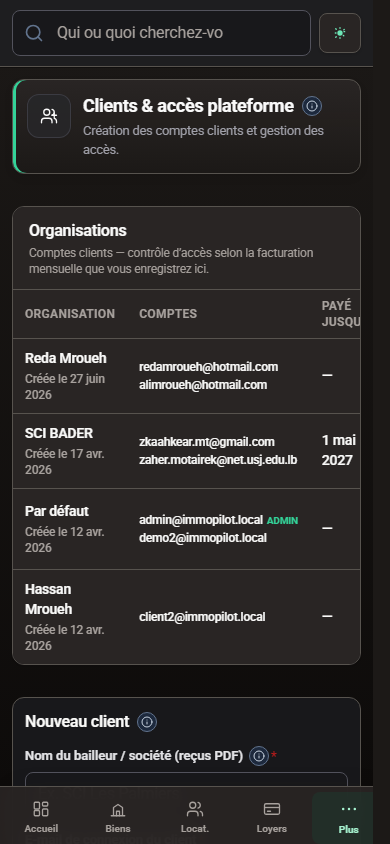 Qui ou quoi cherchez-vo
Clients & accès plateforme
Création des comptes clients et gestion des
accès.
Organisations
Comptes clients — contrôle d'accès selon la facturation
mensuelle que vous enregistrez ici.
ORGANISATION COMPTES PAYÉ
JUSQU
Reda Mroueh
Créée le 27 juin
2026
redamroueh@hotmail.com
alimroueh@hotmail.com
—
SCI BADER
Créée le 17 avr.
2026
zkaahkear.mt@gmail.com
zaher.motairek@net.usj.edu.lb
1 mai
2027
Par défaut
Créée le 12 avr.
2026
admin@immopilot.local ADMIN
demo2@immopilot.local
—
Hassan
Mroueh
Créée le 12 avr.
2026
client2@immopilot.local
—
Nouveau client
Nom du bailleur / société (reçus PDF) *
Accueil Biens Locat. Loyers Plus